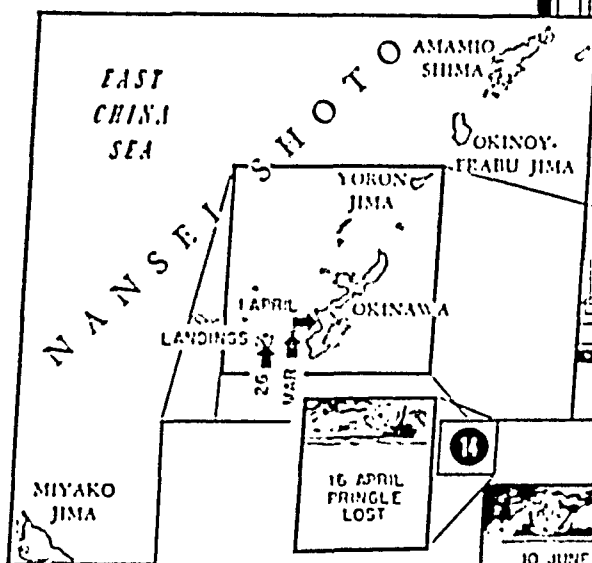 AMAMIO
SHIMA
EAST
CHINA
SEA
NANSEI SHOTO
OKINOY-
ERABU JIMA
YORON
JIMA
1 APRIL
OKINAWA
LANDINGS
26 MAR
14
16 APRIL
PRINGLE
LOST
MIYAKO
JIMA
10 JUNE